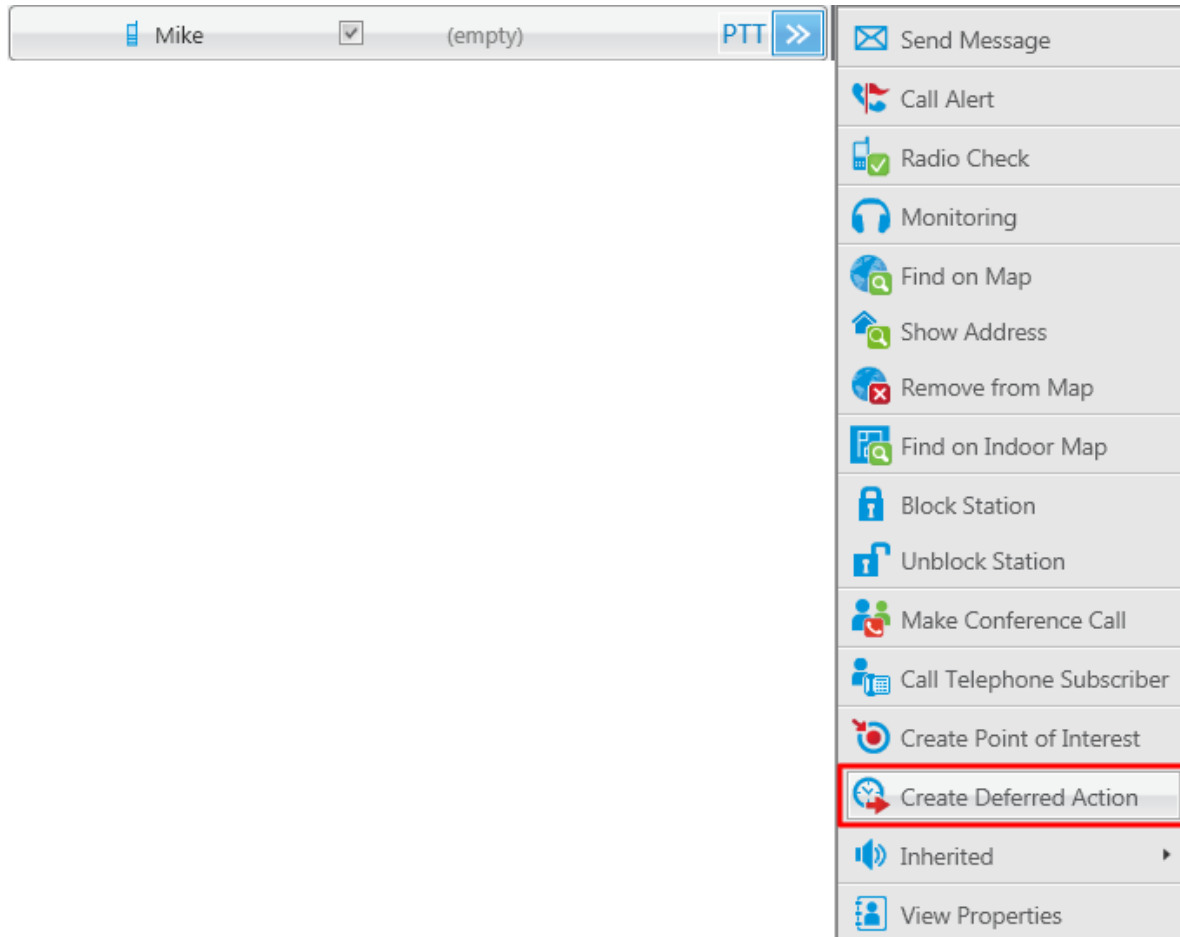 Mike (empty) PTT
Send Message
Call Alert
Radio Check
Monitoring
Find on Map
Show Address
Remove from Map
Find on Indoor Map
Block Station
Unblock Station
Make Conference Call
Call Telephone Subscriber
Create Point of Interest
Create Deferred Action
Inherited
View Properties